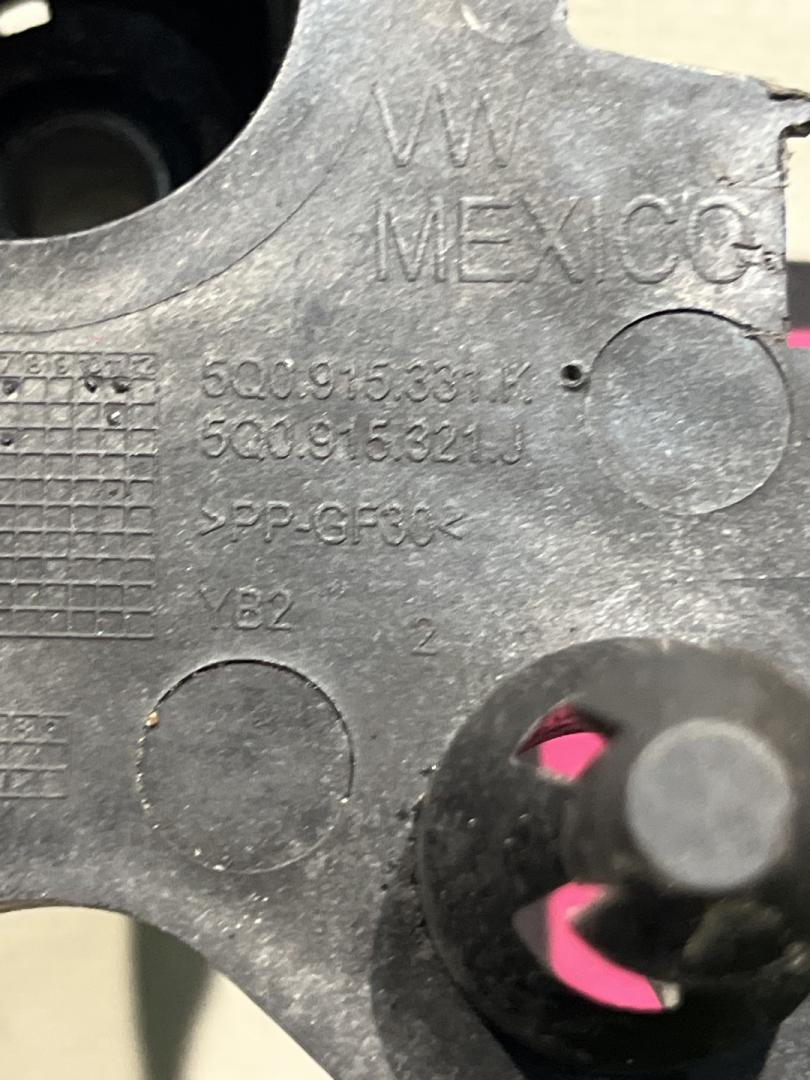 VW
MEXICO
5Q0.915.331.K
5Q0.915.321.J
>PP-GF30<
YB2 2